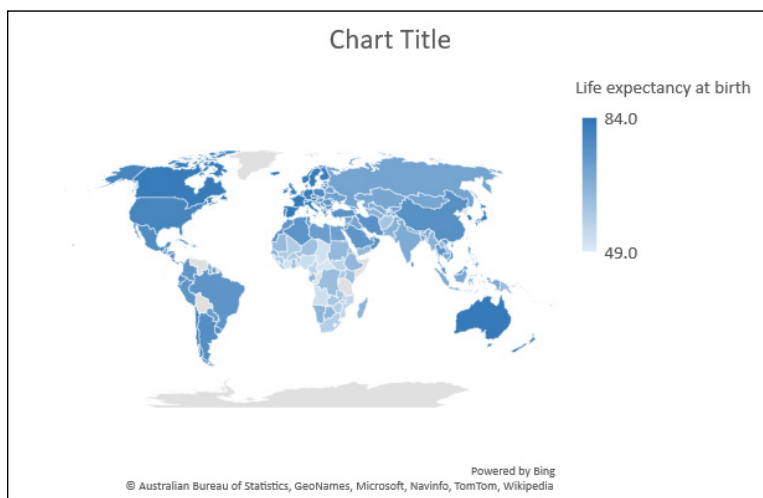 Chart Title
Life expectancy at birth
84.0
49.0
Powered by Bing
© Australian Bureau of Statistics, GeoNames, Microsoft, Navinfo, TomTom, Wikipedia